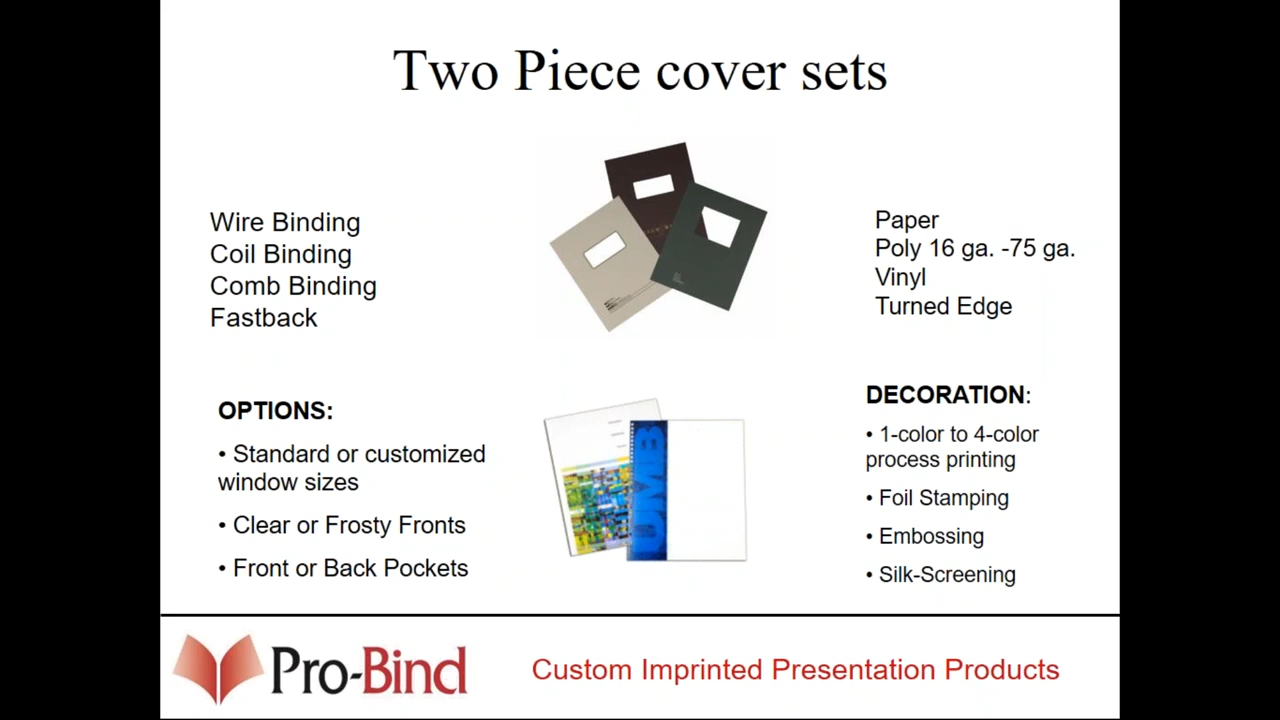 Two Piece cover sets
Wire Binding
Coil Binding
Comb Binding
Fastback
Paper
Poly 16 ga. -75 ga.
Vinyl
Turned Edge
OPTIONS:
• Standard or customized
window sizes
• Clear or Frosty Fronts
• Front or Back Pockets
DECORATION:
• 1-color to 4-color
process printing
• Foil Stamping
• Embossing
• Silk-Screening
UMB
Pro-Bind
Custom Imprinted Presentation Products